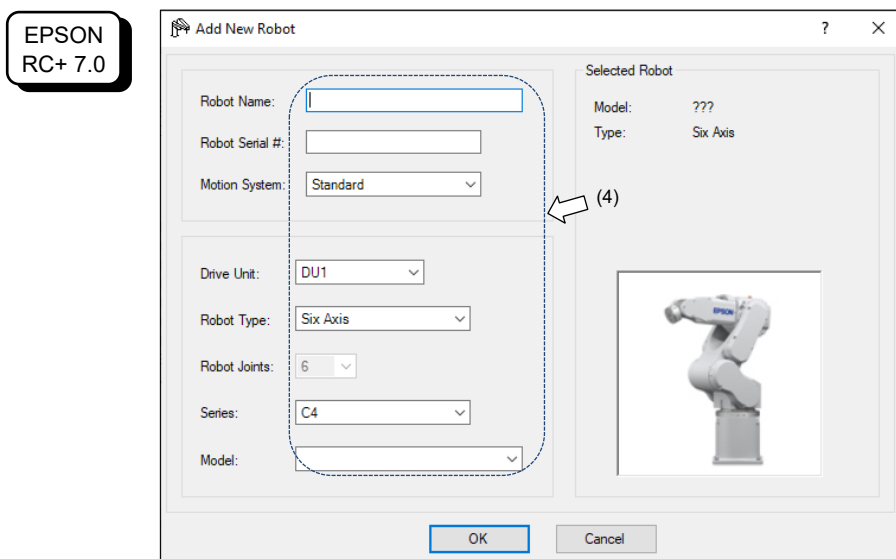 EPSON
RC+ 7.0
Add New Robot
?
Robot Name:
Robot Serial #:
Motion System: Standard
Drive Unit: DU1
Robot Type: Six Axis
Robot Joints: 6
Series: C4
Model:
(4)
Selected Robot
Model: ???
Type: Six Axis
EPSON
OK
Cancel